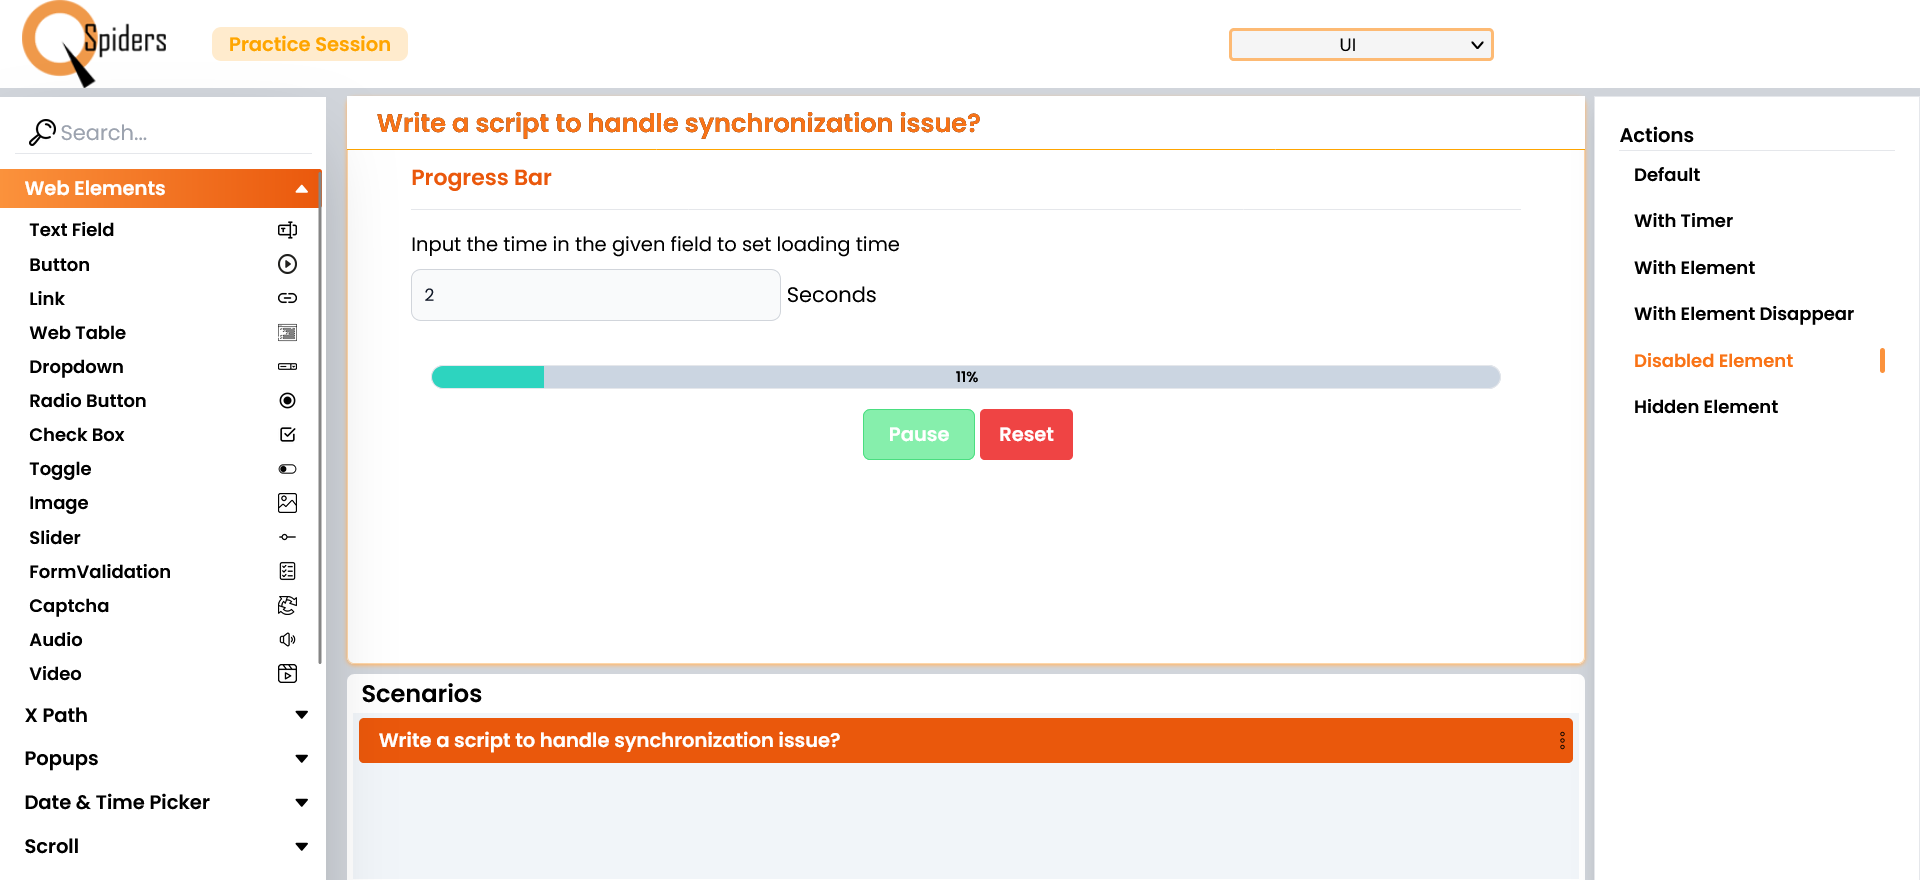 Spiders
Practice Session
UI
Search...
Web Elements
Text Field
Button
Link
Web Table
Dropdown
Radio Button
Check Box
Toggle
Image
Slider
FormValidation
Captcha
Audio
Video
X Path
Popups
Date & Time Picker
Scroll
Write a script to handle synchronization issue?
Progress Bar
Input the time in the given field to set loading time
2 Seconds
11%
Pause Reset
Scenarios
Write a script to handle synchronization issue?
Actions
Default
With Timer
With Element
With Element Disappear
Disabled Element
Hidden Element